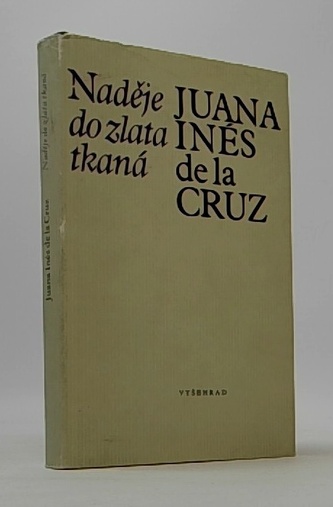 Naděje
do zlata
tkaná
JUANA
INÉS
de la
CRUZ
VYŠEHRAD
Juana Inés de la Cruz Naděje do zlata tkaná